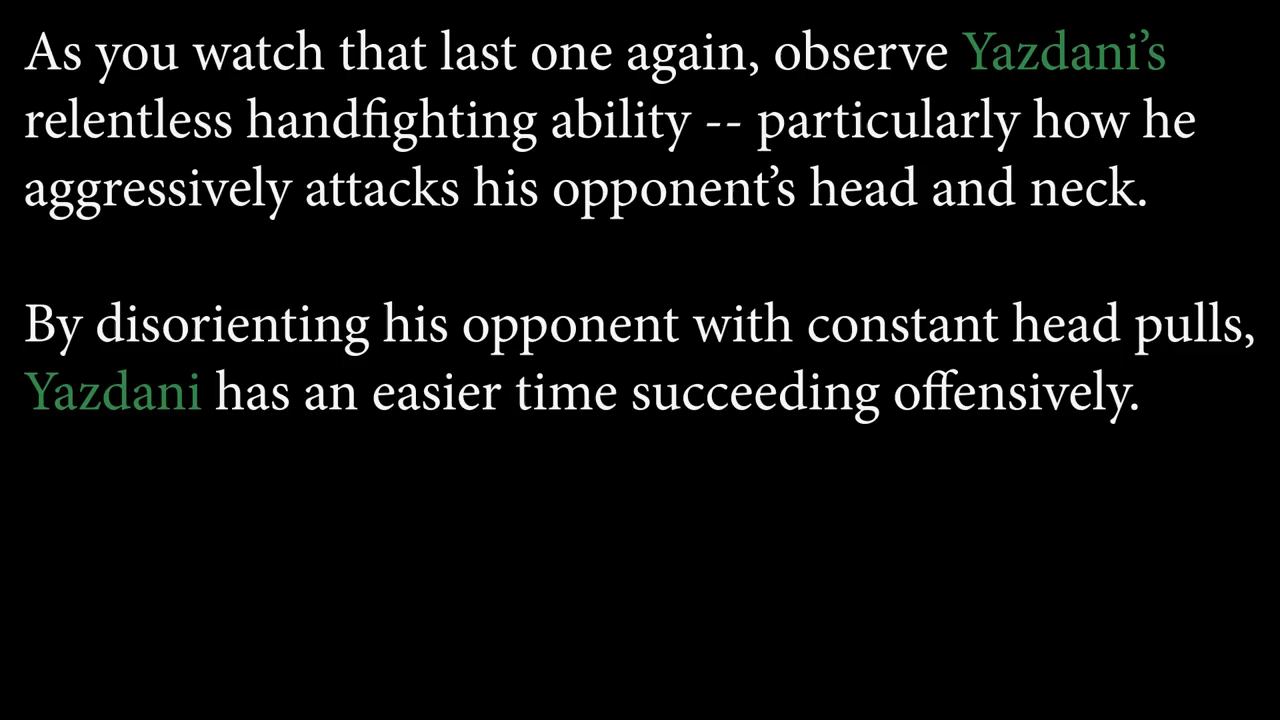 As you watch that last one again, observe Yazdani’s
relentless handfighting ability -- particularly how he
aggressively attacks his opponent’s head and neck.
By disorienting his opponent with constant head pulls,
Yazdani has an easier time succeeding offensively.